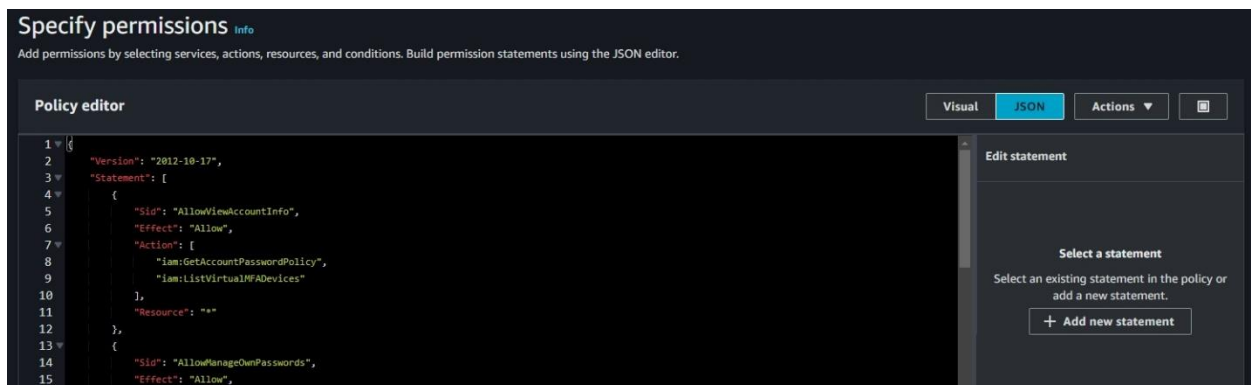 Specify permissions Info
Add permissions by selecting services, actions, resources, and conditions. Build permission statements using the JSON editor.
Policy editor
Visual
JSON
Actions ▼
1 {
2 "Version": "2012-10-17",
3 "Statement": [
4 {
5 "Sid": "AllowViewAccountInfo",
6 "Effect": "Allow",
7 "Action": [
8 "iam:GetAccountPasswordPolicy",
9 "iam:ListVirtualMFADevices"
10 ],
11 "Resource": "*"
12 },
13 {
14 "Sid": "AllowManageOwnPasswords",
15 "Effect": "Allow",
Edit statement
Select a statement
Select an existing statement in the policy or
add a new statement.
+ Add new statement